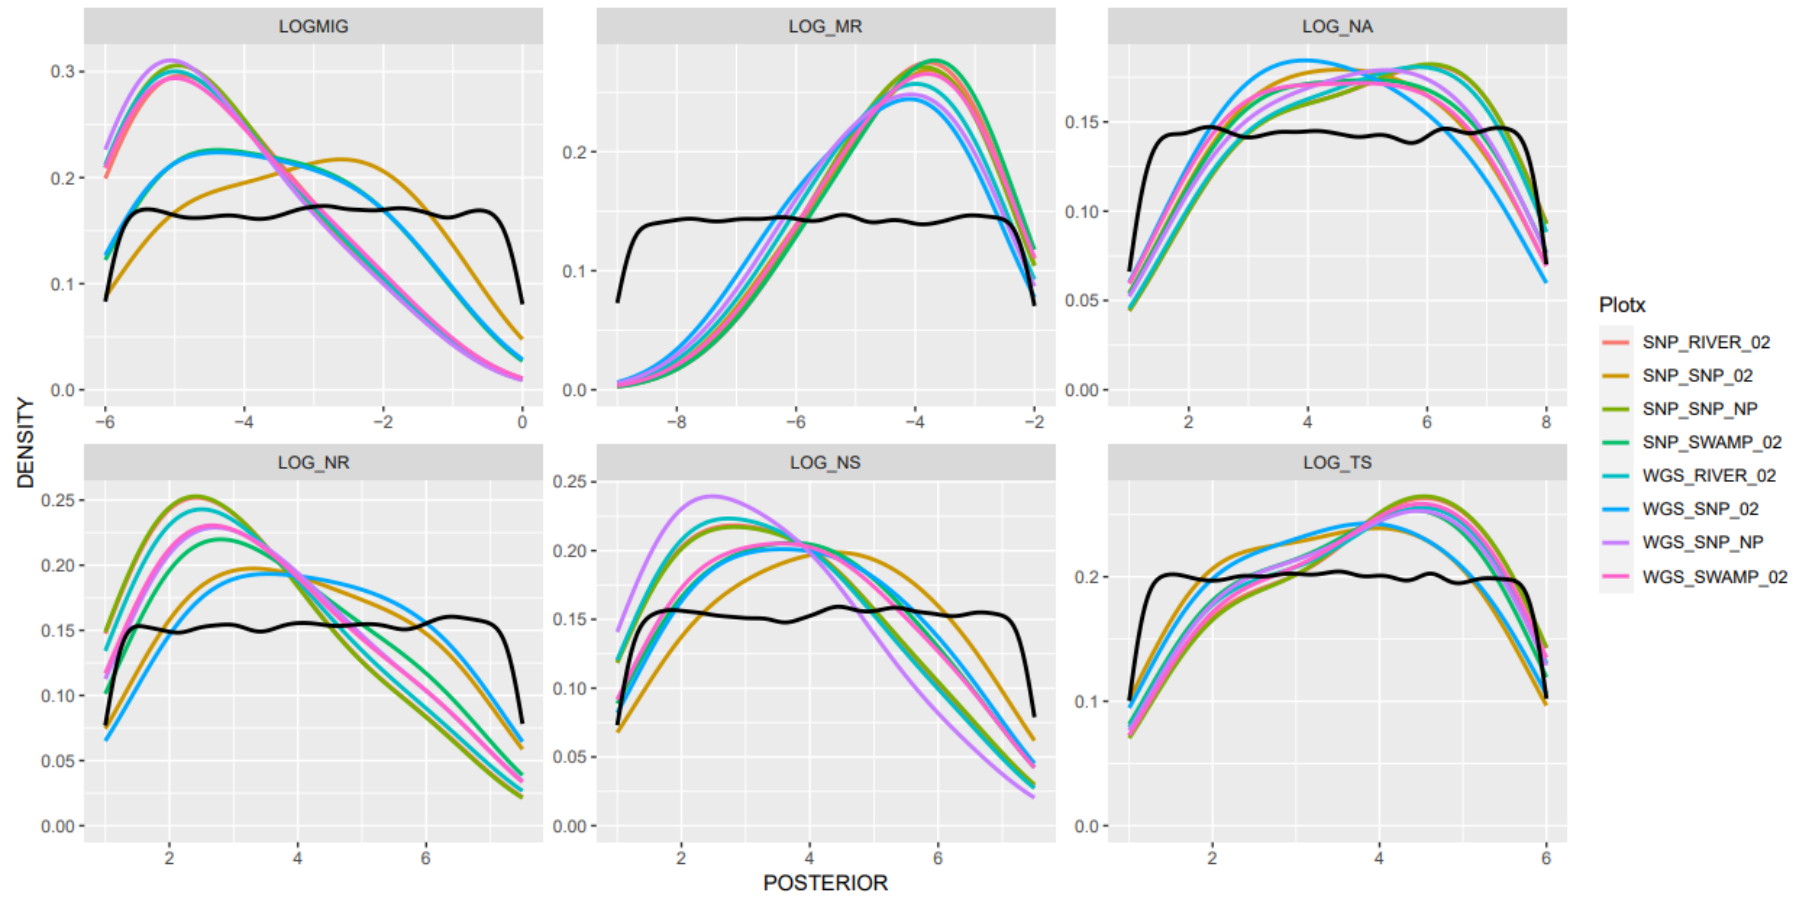 LOGMIG
LOG_MR
LOG_NA
0.3
0.2
0.1
0.0
−6
−4
−2
0
0.2
0.1
0.0
−8
−6
−4
−2
0.15
0.10
0.05
0.00
2
4
6
8
LOG_NR
LOG_NS
LOG_TS
0.25
0.20
0.15
0.10
0.05
0.00
2
4
6
0.25
0.20
0.15
0.10
0.05
0.00
2
4
6
0.2
0.1
0.0
2
4
6
DENSITY
POSTERIOR
Plotx
SNP_RIVER_02
SNP_SNP_02
SNP_SNP_NP
SNP_SWAMP_02
WGS_RIVER_02
WGS_SNP_02
WGS_SNP_NP
WGS_SWAMP_02